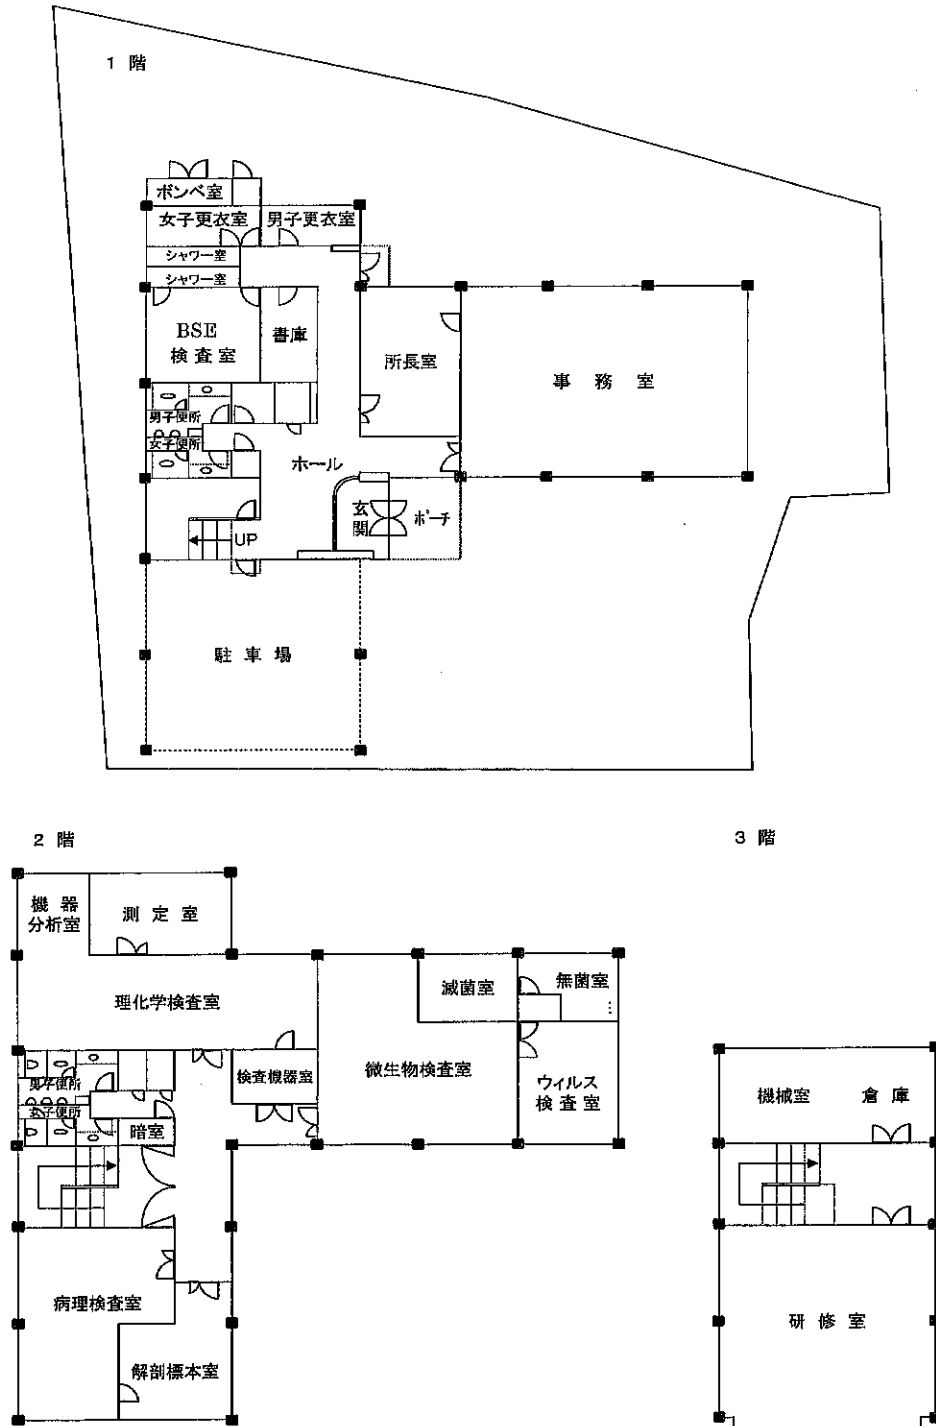 1 階
ボンベ室
女子更衣室 男子更衣室
シャワー室
シャワー室
BSE
検査室
書庫
所長室
事 務 室
男子便所
女子便所
ホール
玄関
ポーチ
UP
駐 車 場
2 階
3 階
機 器
分析室
測 定 室
理化学検査室
滅菌室
無菌室
検査機器室
微生物検査室
ウィルス
検査室
男子便所
女子便所
暗室
機械室
倉 庫
病理検査室
解剖標本室
研 修 室